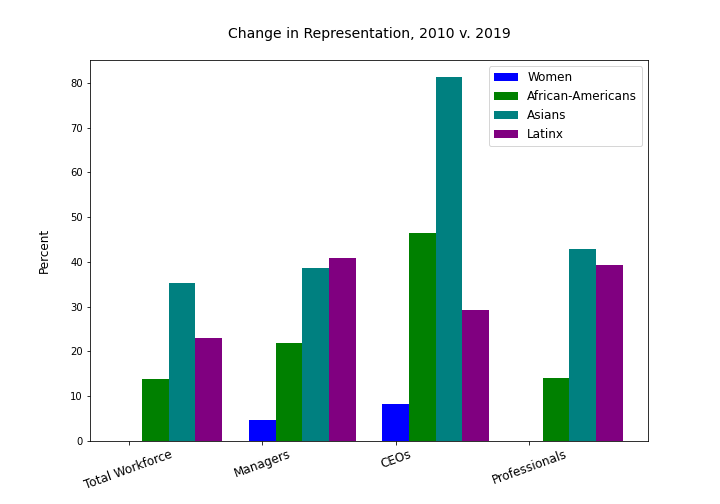 Change in Representation, 2010 v. 2019
Women
African-Americans
Asians
Latinx
80
70
60
50
40
30
20
10
0
Percent
Total Workforce
Managers
CEOs
Professionals